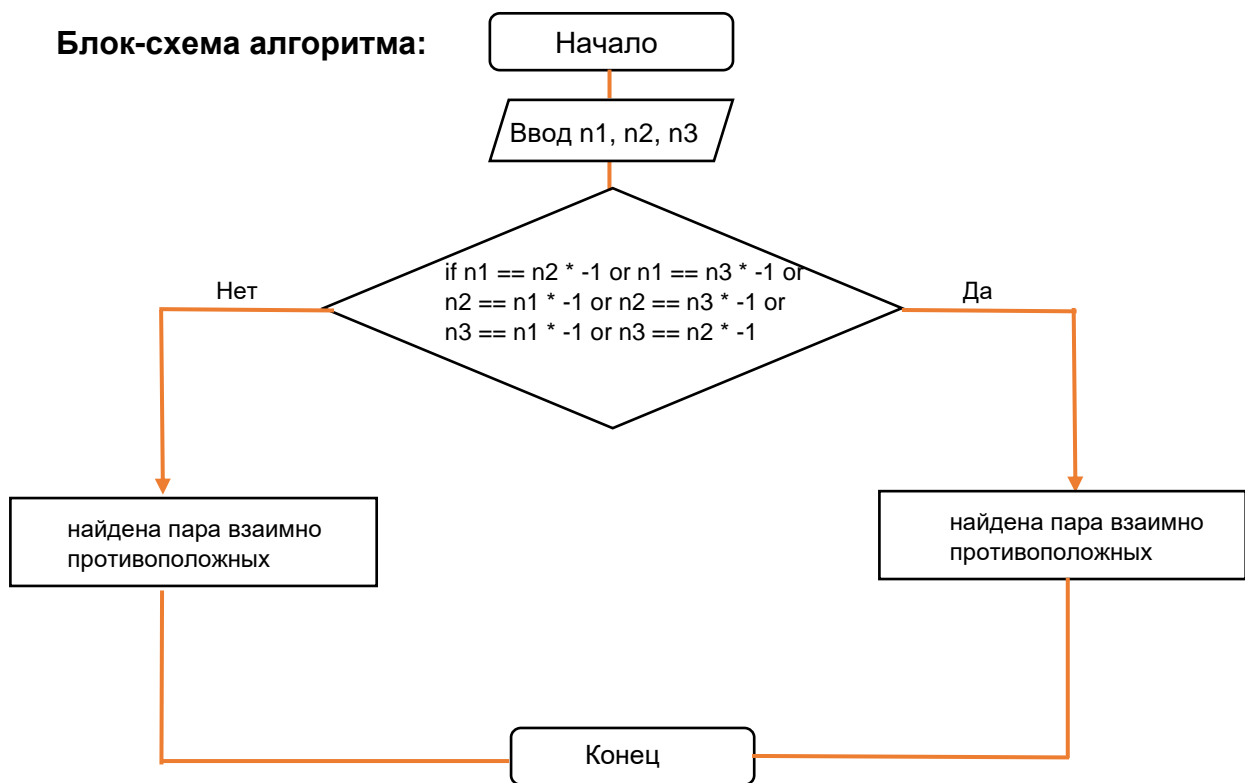 Блок-схема алгоритма:
Начало
Ввод n1, n2, n3
if n1 == n2 * -1 or n1 == n3 * -1 or
n2 == n1 * -1 or n2 == n3 * -1 or
n3 == n1 * -1 or n3 == n2 * -1
Нет
Да
найдена пара взаимно
противоположных
найдена пара взаимно
противоположных
Конец